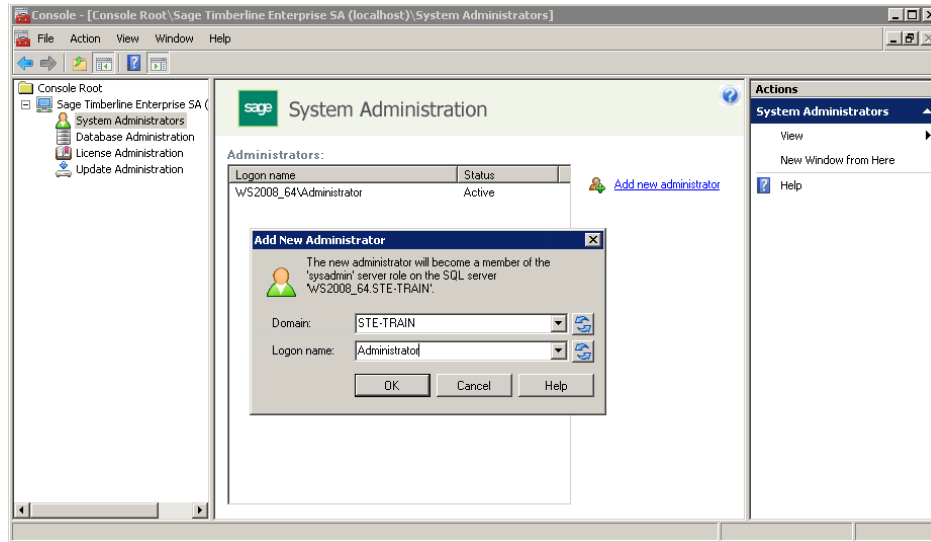 Console - [Console Root\Sage Timberline Enterprise SA (localhost)\System Administrators]
File Action View Window Help
Console Root
Sage Timberline Enterprise SA (
System Administrators
Database Administration
License Administration
Update Administration
sage System Administration
Administrators:
Logon name Status
WS2008_64\Administrator Active
Add new administrator
Add New Administrator
The new administrator will become a member of the
'sysadmin' server role on the SQL server
'WS2008_64.STE-TRAIN'.
Domain: STE-TRAIN
Logon name: Administrator
OK Cancel Help
Actions
System Administrators
View
New Window from Here
Help